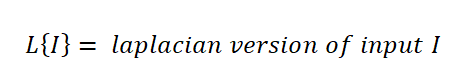 L{I} = laplacian version of input I